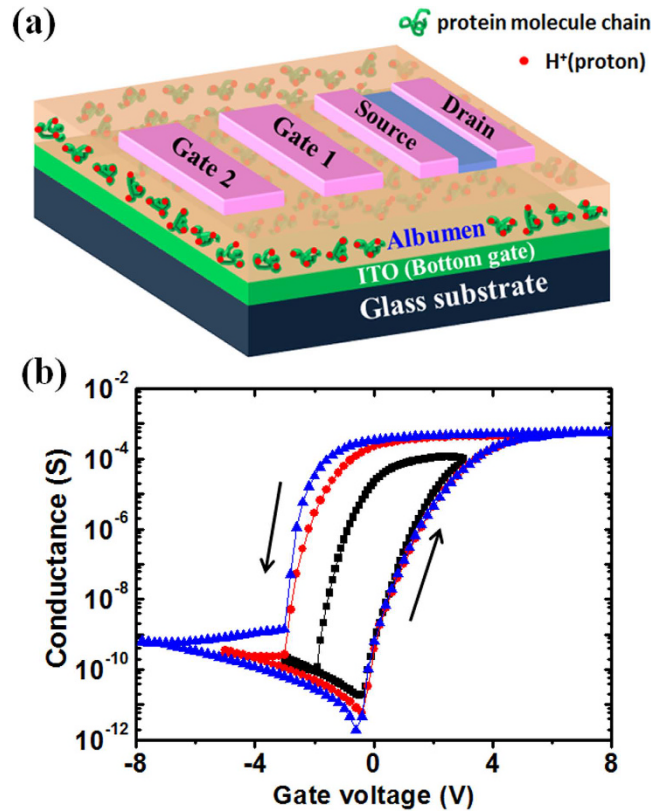 (a)
protein molecule chain
H⁺(proton)
Gate 2
Gate 1
Source
Drain
Albumen
ITO (Bottom gate)
Glass substrate
(b)
Conductance (S)
10⁻²
10⁻⁴
10⁻⁶
10⁻⁸
10⁻¹⁰
10⁻¹²
-8 -4 0 4 8
Gate voltage (V)